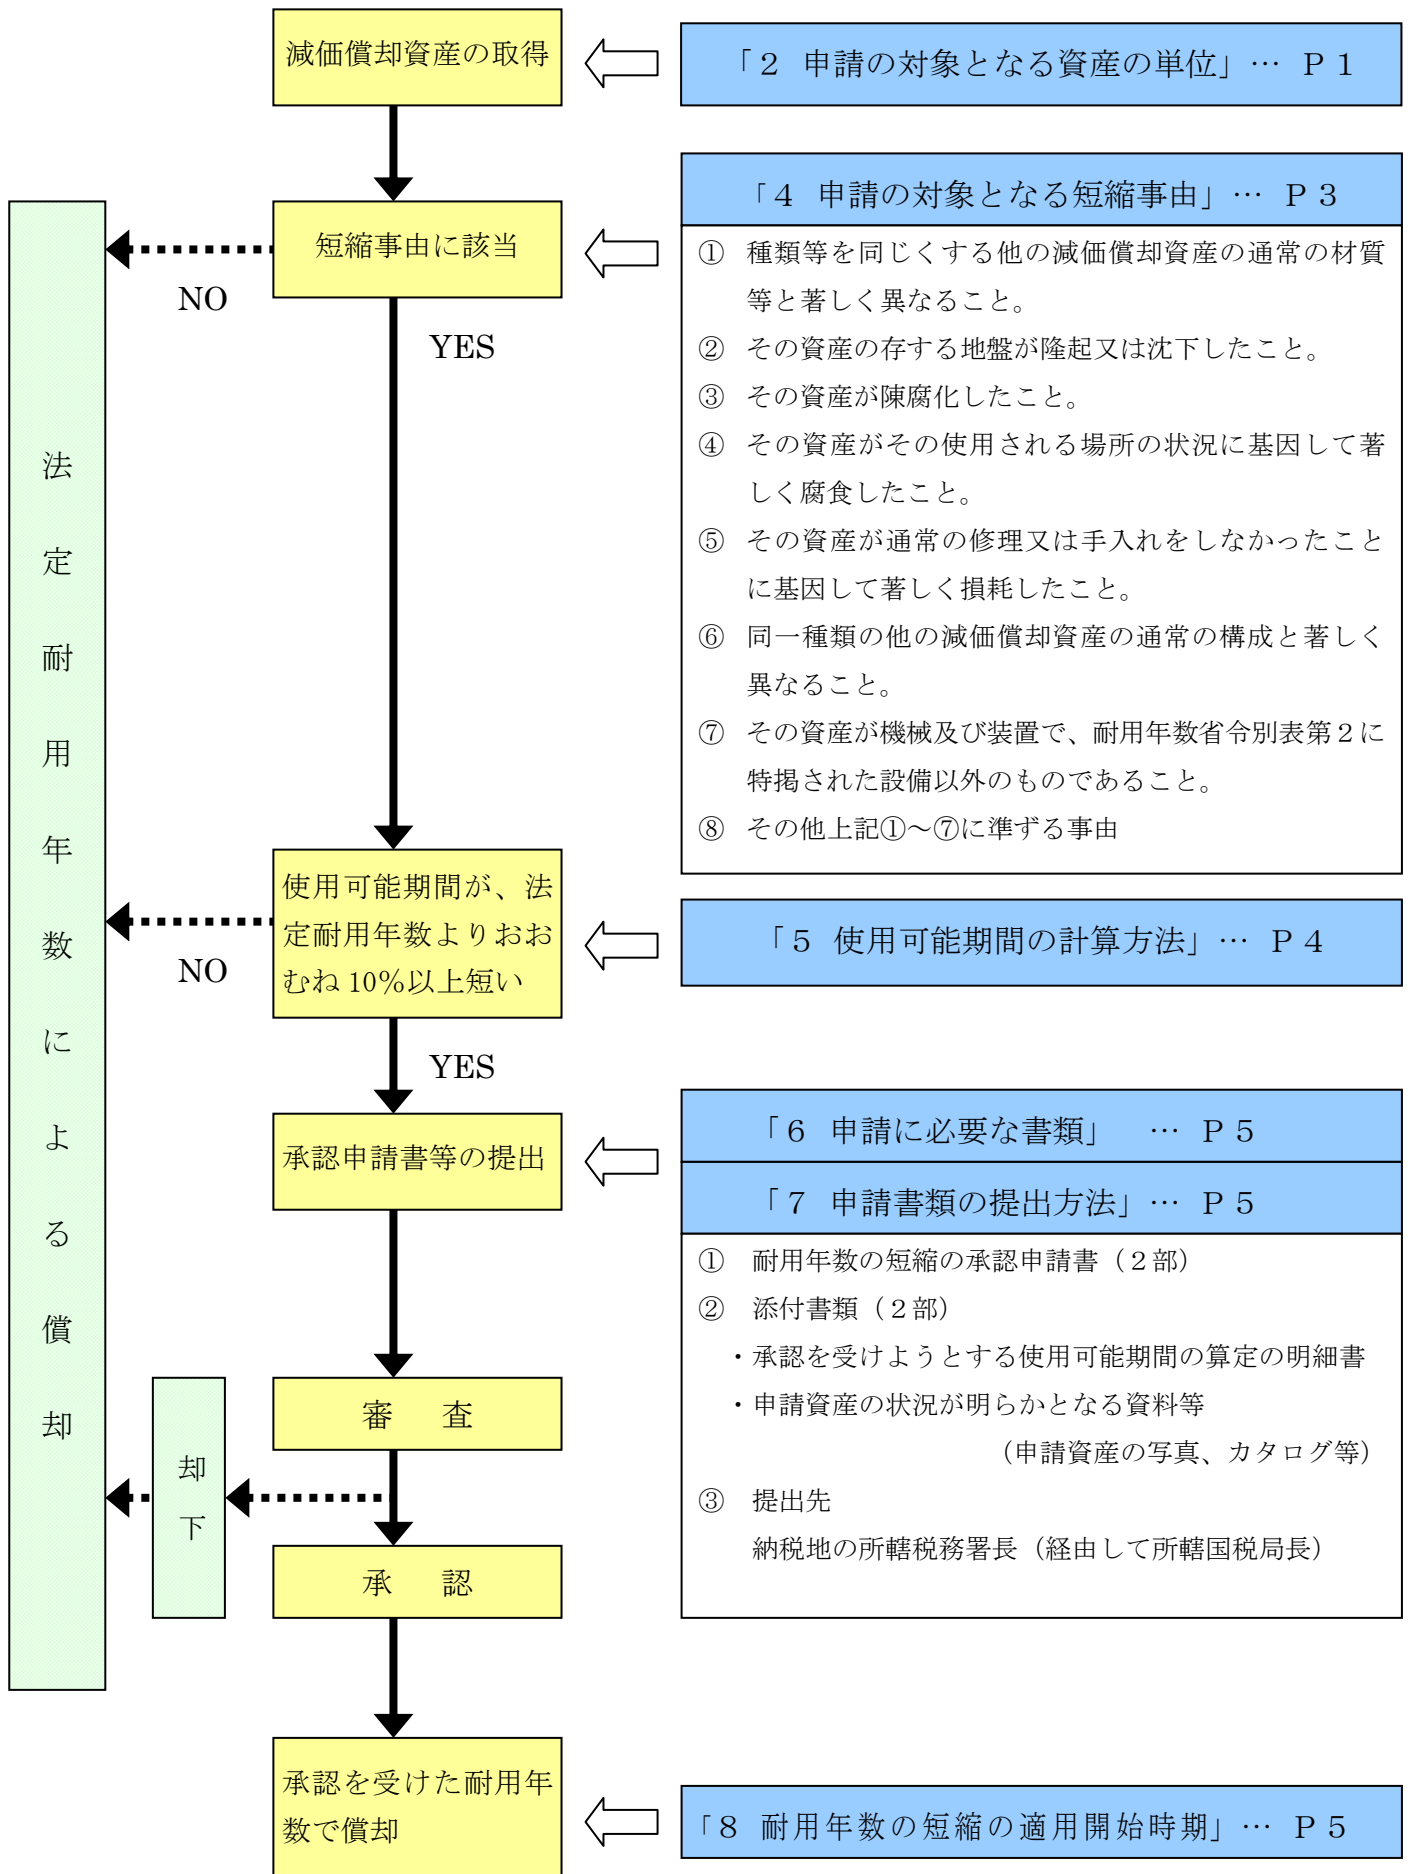 減価償却資産の取得
「２ 申請の対象となる資産の単位」… Ｐ１
「４ 申請の対象となる短縮事由」… Ｐ３
短縮事由に該当
NO
YES
① 種類等を同じくする他の減価償却資産の通常の材質
等と著しく異なること。
② その資産の存する地盤が隆起又は沈下したこと。
③ その資産が陳腐化したこと。
④ その資産がその使用される場所の状況に基因して著
しく腐食したこと。
⑤ その資産が通常の修理又は手入れをしなかったこと
に基因して著しく損耗したこと。
⑥ 同一種類の他の減価償却資産の通常の構成と著しく
異なること。
⑦ その資産が機械及び装置で、耐用年数省令別表第２に
特掲された設備以外のものであること。
⑧ その他上記①～⑦に準ずる事由
法定耐用年数による償却
使用可能期間が、法
定耐用年数よりおお
むね 10％以上短い
NO
YES
「５ 使用可能期間の計算方法」… Ｐ４
承認申請書等の提出
「６ 申請に必要な書類」 … Ｐ５
「７ 申請書類の提出方法」… Ｐ５
① 耐用年数の短縮の承認申請書（２部）
② 添付書類（２部）
・承認を受けようとする使用可能期間の算定の明細書
・申請資産の状況が明らかとなる資料等
（申請資産の写真、カタログ等）
③ 提出先
納税地の所轄税務署長（経由して所轄国税局長）
審 査
却下
承 認
承認を受けた耐用年
数で償却
「８ 耐用年数の短縮の適用開始時期」… Ｐ５